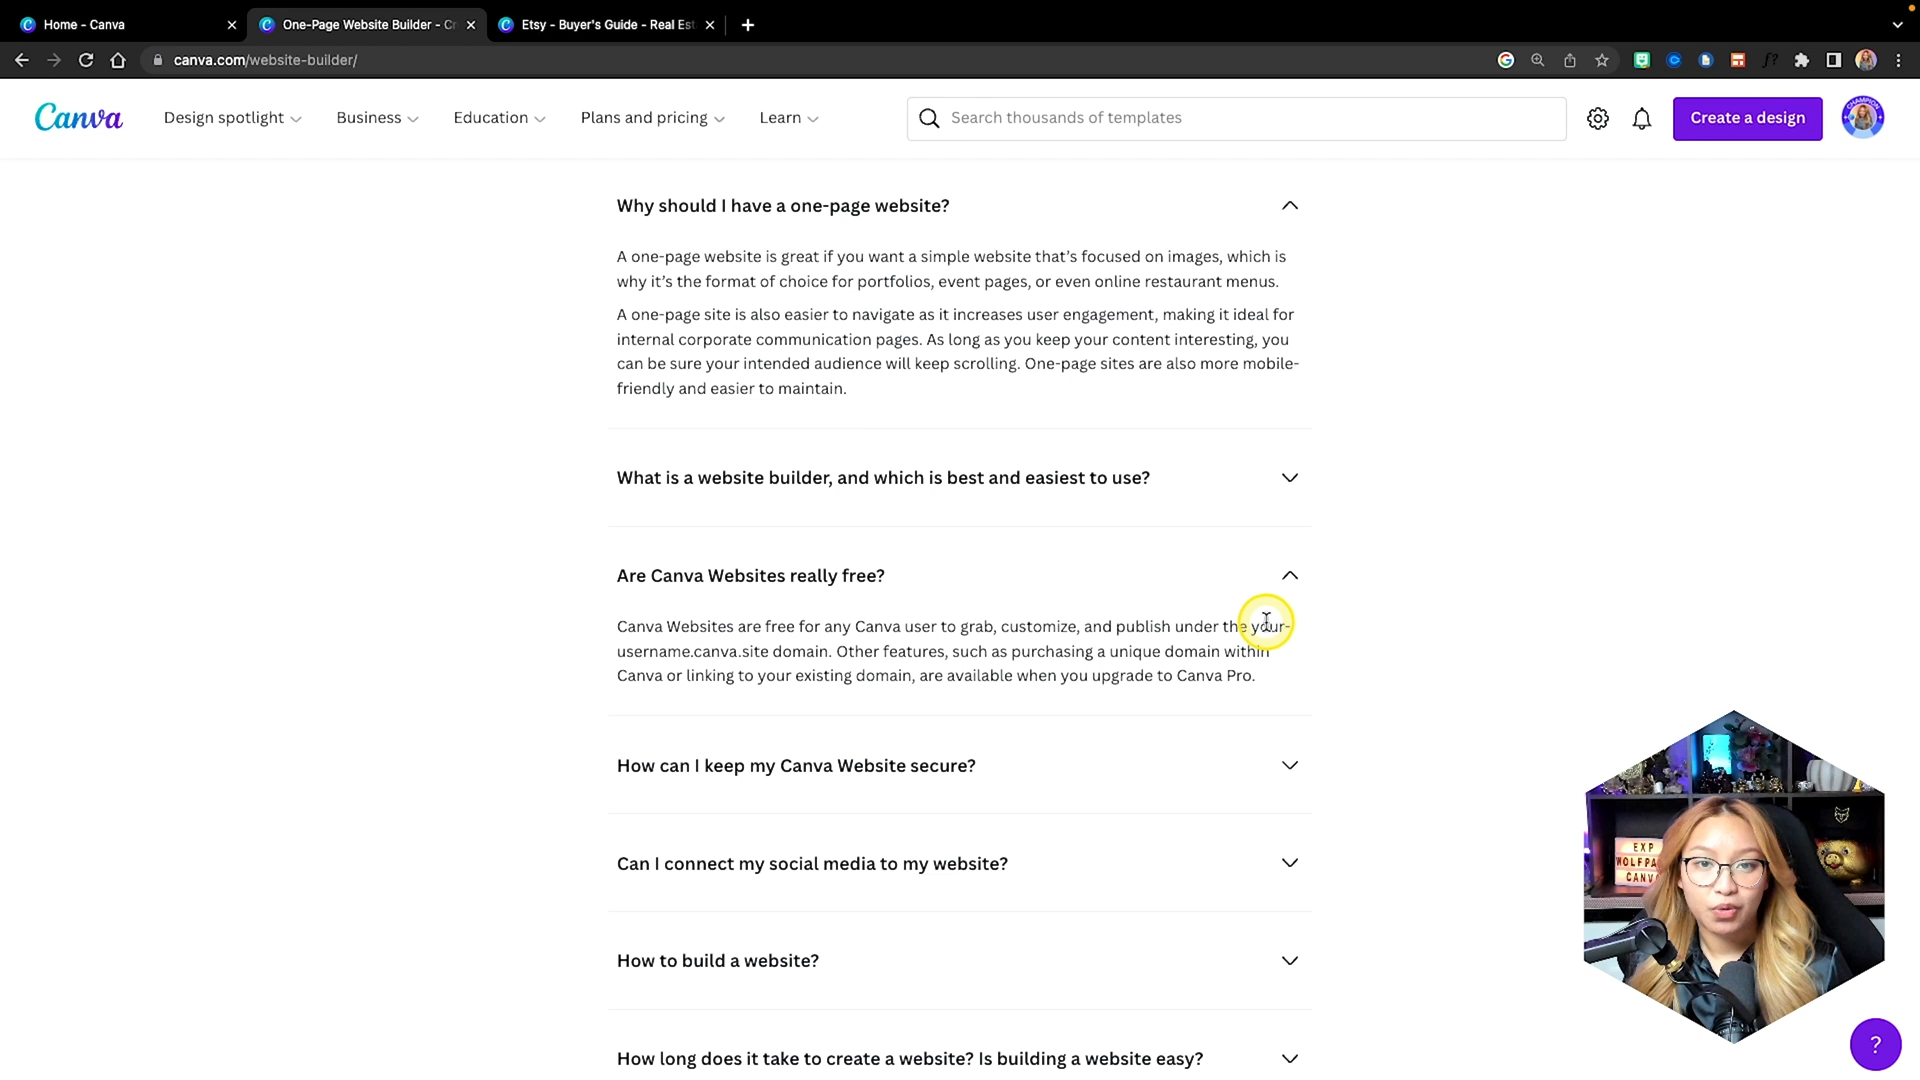 Home - Canva
One-Page Website Builder - Cr
Etsy - Buyer's Guide - Real Est
canva.com/website-builder/
Canva
Design spotlight
Business
Education
Plans and pricing
Learn
Search thousands of templates
Create a design
CHAMPION
Why should I have a one-page website?
A one-page website is great if you want a simple website that’s focused on images, which is
why it’s the format of choice for portfolios, event pages, or even online restaurant menus.
A one-page site is also easier to navigate as it increases user engagement, making it ideal for
internal corporate communication pages. As long as you keep your content interesting, you
can be sure your intended audience will keep scrolling. One-page sites are also more mobile-
friendly and easier to maintain.
What is a website builder, and which is best and easiest to use?
Are Canva Websites really free?
Canva Websites are free for any Canva user to grab, customize, and publish under the your-
username.canva.site domain. Other features, such as purchasing a unique domain within
Canva or linking to your existing domain, are available when you upgrade to Canva Pro.
How can I keep my Canva Website secure?
Can I connect my social media to my website?
How to build a website?
How long does it take to create a website? Is building a website easy?
EXP
WOLFPA
CANV
?